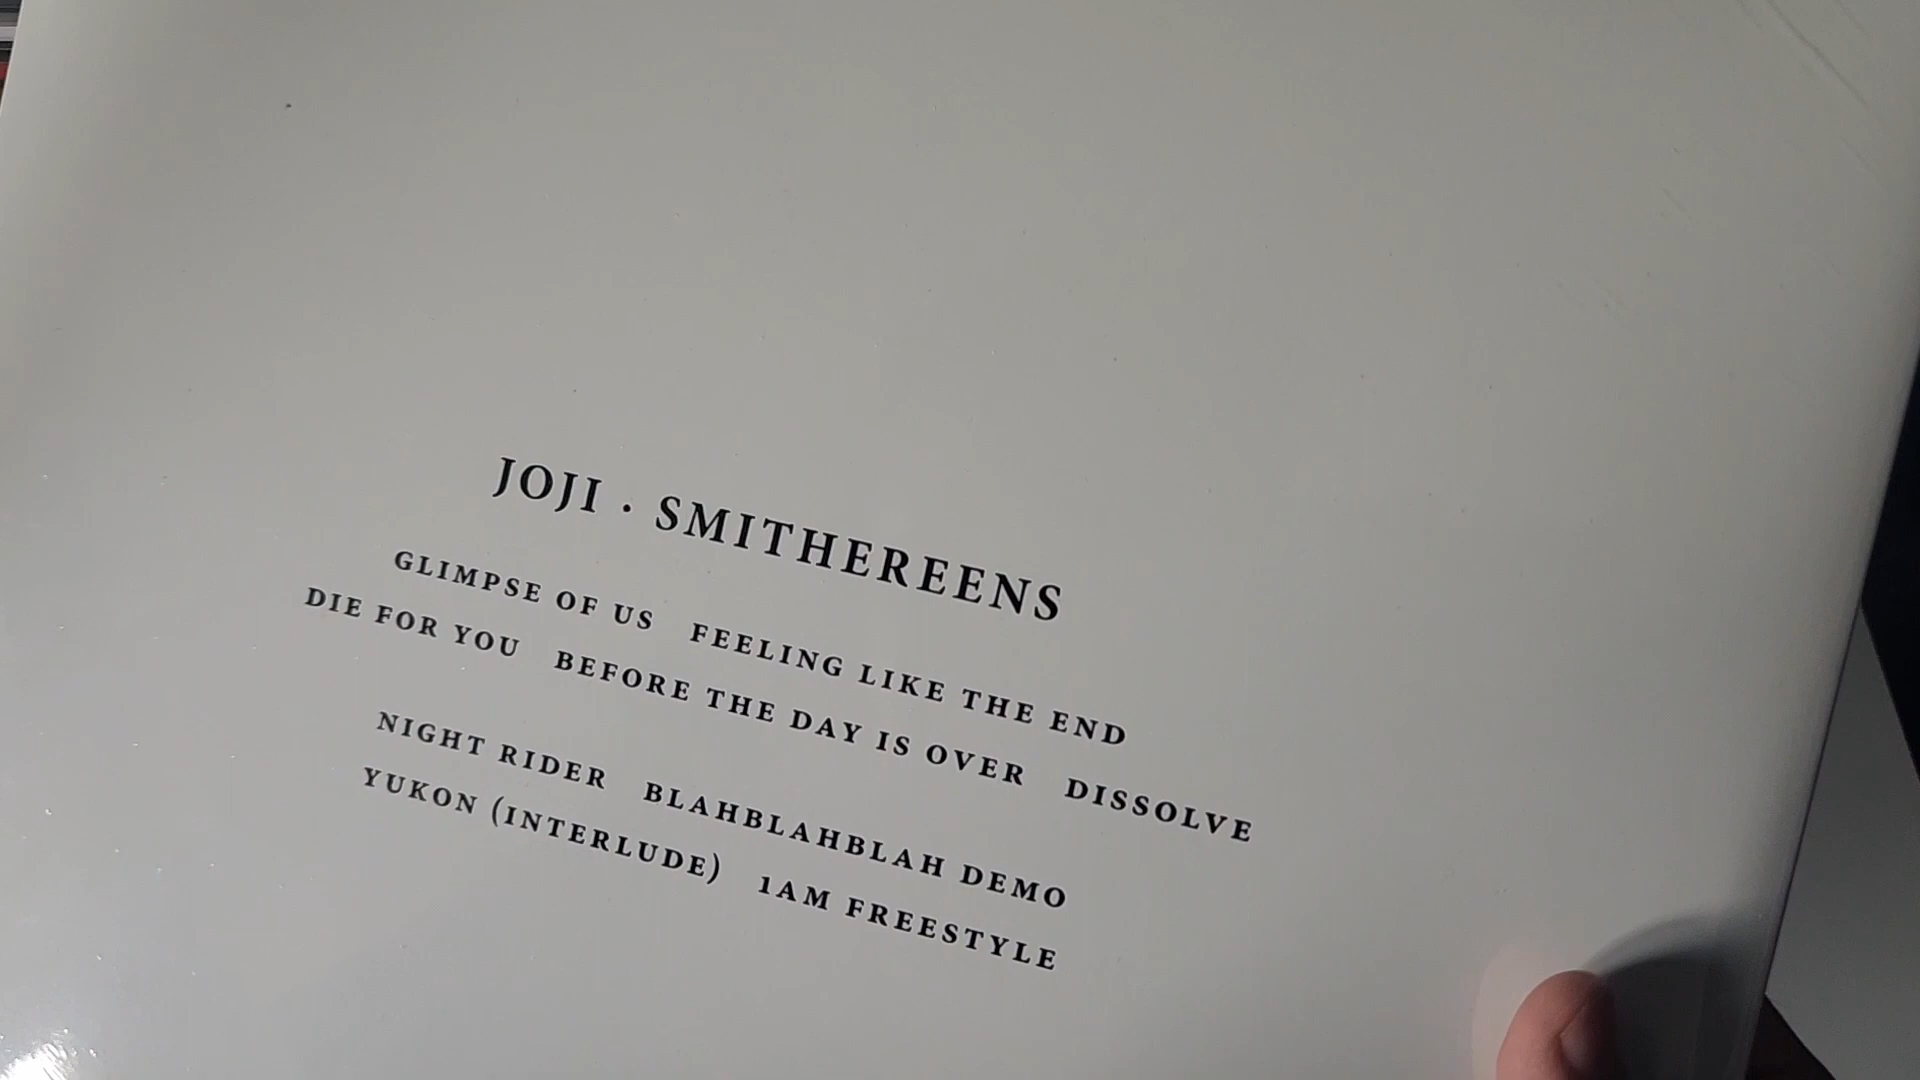 JOJI · SMITHEREENS
GLIMPSE OF US FEELING LIKE THE END
DIE FOR YOU BEFORE THE DAY IS OVER DISSOLVE
NIGHT RIDER BLAHBLAHBLAH DEMO
YUKON (INTERLUDE) 1AM FREESTYLE